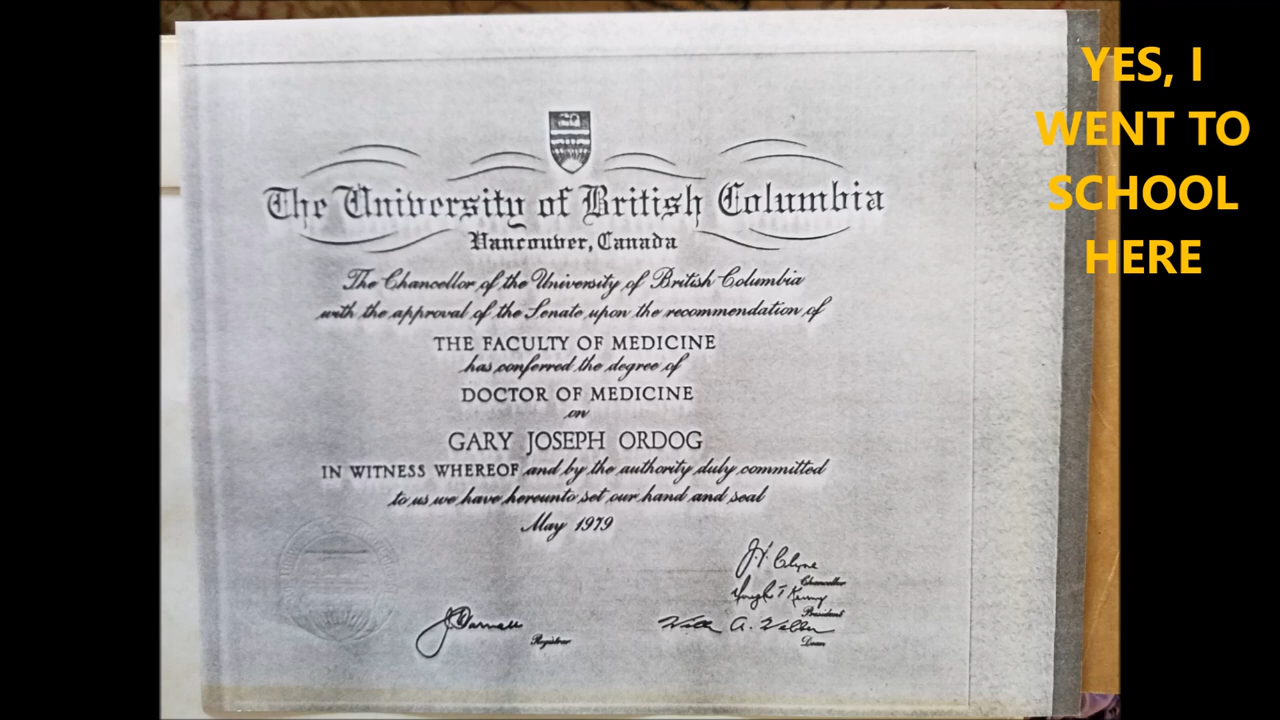 The University of British Columbia
Vancouver, Canada
The Chancellor of the University of British Columbia
with the approval of the Senate upon the recommendation of
THE FACULTY OF MEDICINE
has conferred the degree of
DOCTOR OF MEDICINE
on
GARY JOSEPH ORDOG
IN WITNESS WHEREOF and by the authority duly committed
to us we have hereunto set our hand and seal
May 1979
Chancellor
President
Registrar
Dean
YES, I
WENT TO
SCHOOL
HERE